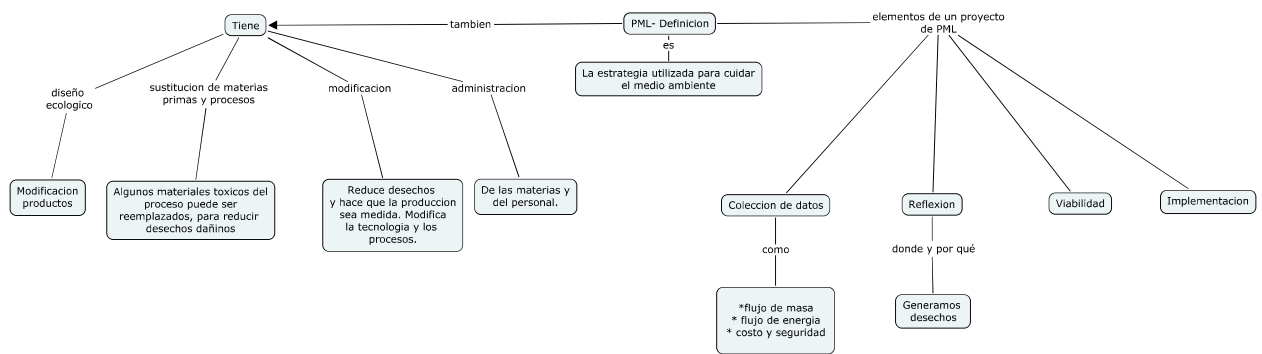 Tiene
tambien
PML- Definicion
elementos de un proyecto
de PML
es
La estrategia utilizada para cuidar
el medio ambiente
diseño
ecologico
sustitucion de materias
primas y procesos
modificacion
administracion
Modificacion
productos
Algunos materiales toxicos del
proceso puede ser
reemplazados, para reducir
desechos dañinos
Reduce desechos
y hace que la produccion
sea medida. Modifica
la tecnologia y los
procesos.
De las materias y
del personal.
Coleccion de datos
Reflexion
Viabilidad
Implementacion
como
donde y por qué
*flujo de masa
* flujo de energia
* costo y seguridad
Generamos
desechos